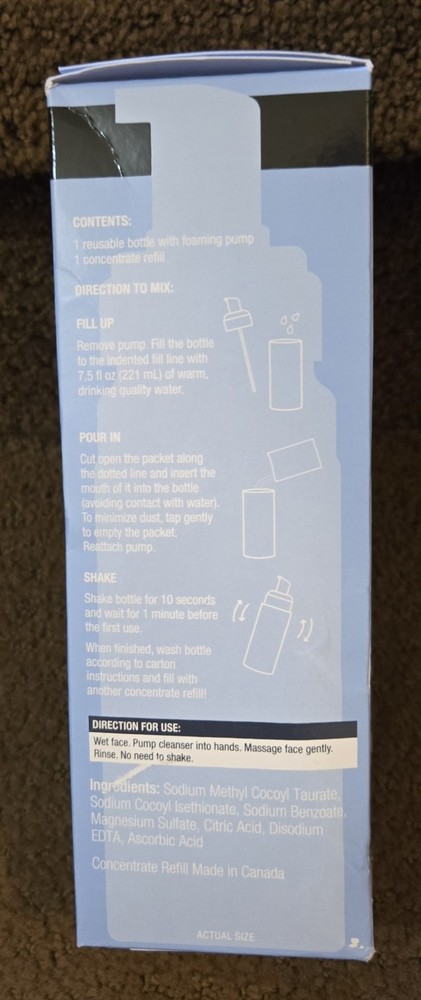 CONTENTS:
1 reusable bottle with foaming pump
1 concentrate refill
DIRECTION TO MIX:
FILL UP
Remove pump. Fill the bottle
to the indented fill line with
7.5 fl oz (221 mL) of warm,
drinking quality water.
POUR IN
Cut open the packet along
the dotted line and insert the
mouth of it into the bottle
(avoiding contact with water).
To minimize dust, tap gently
to empty the packet.
Reattach pump.
SHAKE
Shake bottle for 10 seconds
and wait for 1 minute before
the first use.
When finished, wash bottle
according to carton
instructions and fill with
another concentrate refill!
DIRECTION FOR USE:
Wet face. Pump cleanser into hands. Massage face gently.
Rinse. No need to shake.
Ingredients: Sodium Methyl Cocoyl Taurate,
Sodium Cocoyl Isethionate, Sodium Benzoate,
Magnesium Sulfate, Citric Acid, Disodium
EDTA, Ascorbic Acid
Concentrate Refill Made in Canada
ACTUAL SIZE